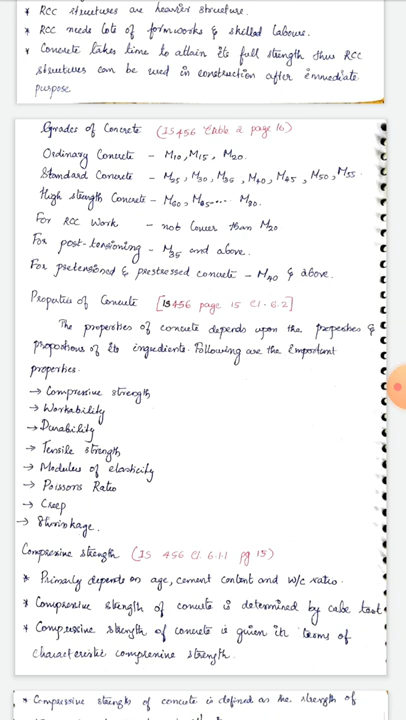 * RCC structures are heavier structure.
* RCC needs lots of formworks & skilled labours.
* Concrete takes time to attain its full strength thus RCC
structures can be used in construction after immediate
purpose
Grades of Concrete (IS456 table 2 page 16)
Ordinary Concrete - M10, M15, M20.
Standard Concrete - M25, M30, M35, M40, M45, M50, M55.
High strength Concrete - M60, M65.... M80.
For RCC Work - not lower than M20
For post-tensioning - M35 and above.
For pretensioned & prestressed concrete - M40 & above.
Properties of Concrete [IS456 page 15 cl. 6.2]
The properties of concrete depends upon the properties &
propotions of its ingredients. Following are the important
properties.
→ Compressive strength
→ Workability
→ Durability
→ Tensile strength
→ Modulus of elasticity
→ Poissons Ratio
→ Creep
→ Shrinkage.
Compressive strength (IS 456 cl. 6.1.1 pg 15)
* Primarily depends on age, cement content and w/c ratio.
* Compressive strength of concrete is determined by cube test
* Compressive strength of concrete is given in terms of
characteristic compressive strength.
* Compressive strength of concrete is defined as the strength of